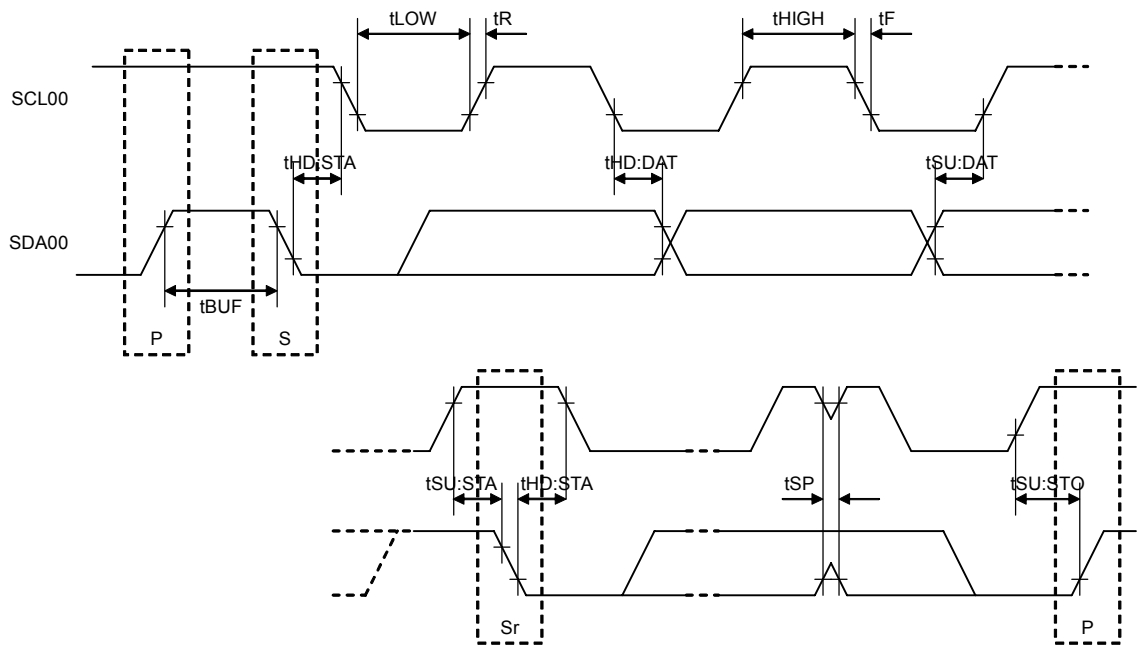 tLOW tR tHIGH tF
SCL00
tHD:STA tHD:DAT tSU:DAT
SDA00
tBUF
P S
tSU:STA tHD:STA tSP tSU:STO
Sr P